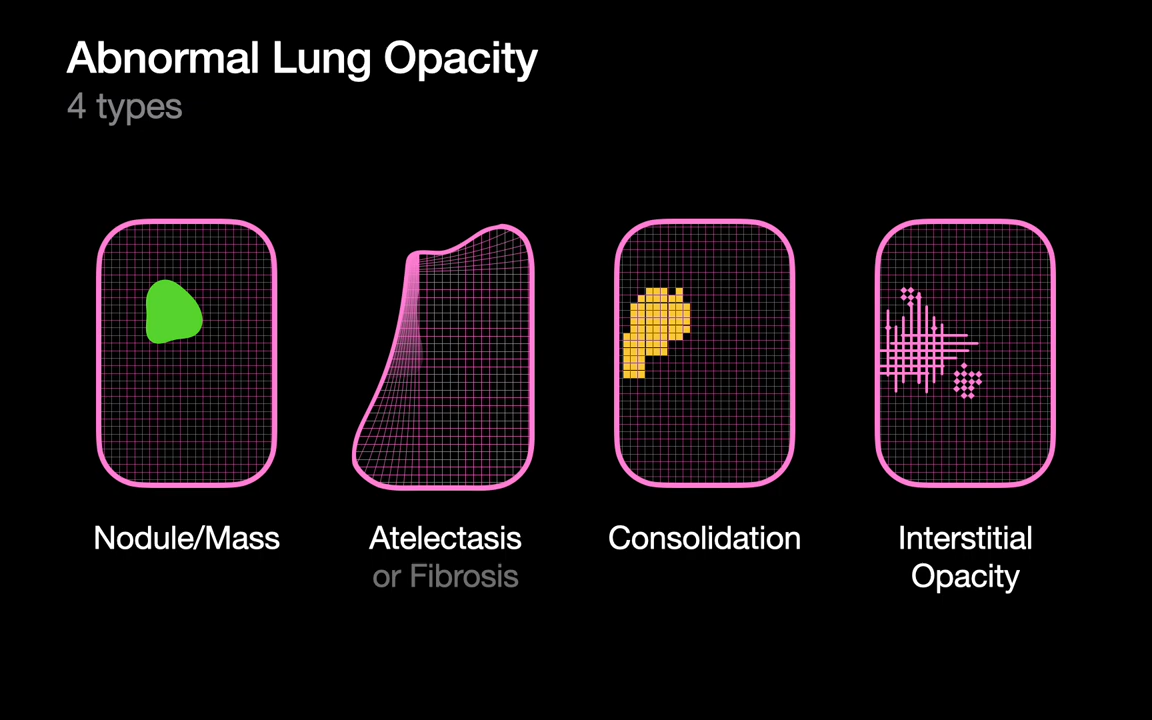 Abnormal Lung Opacity
4 types
Nodule/Mass
Atelectasis
or Fibrosis
Consolidation
Interstitial
Opacity